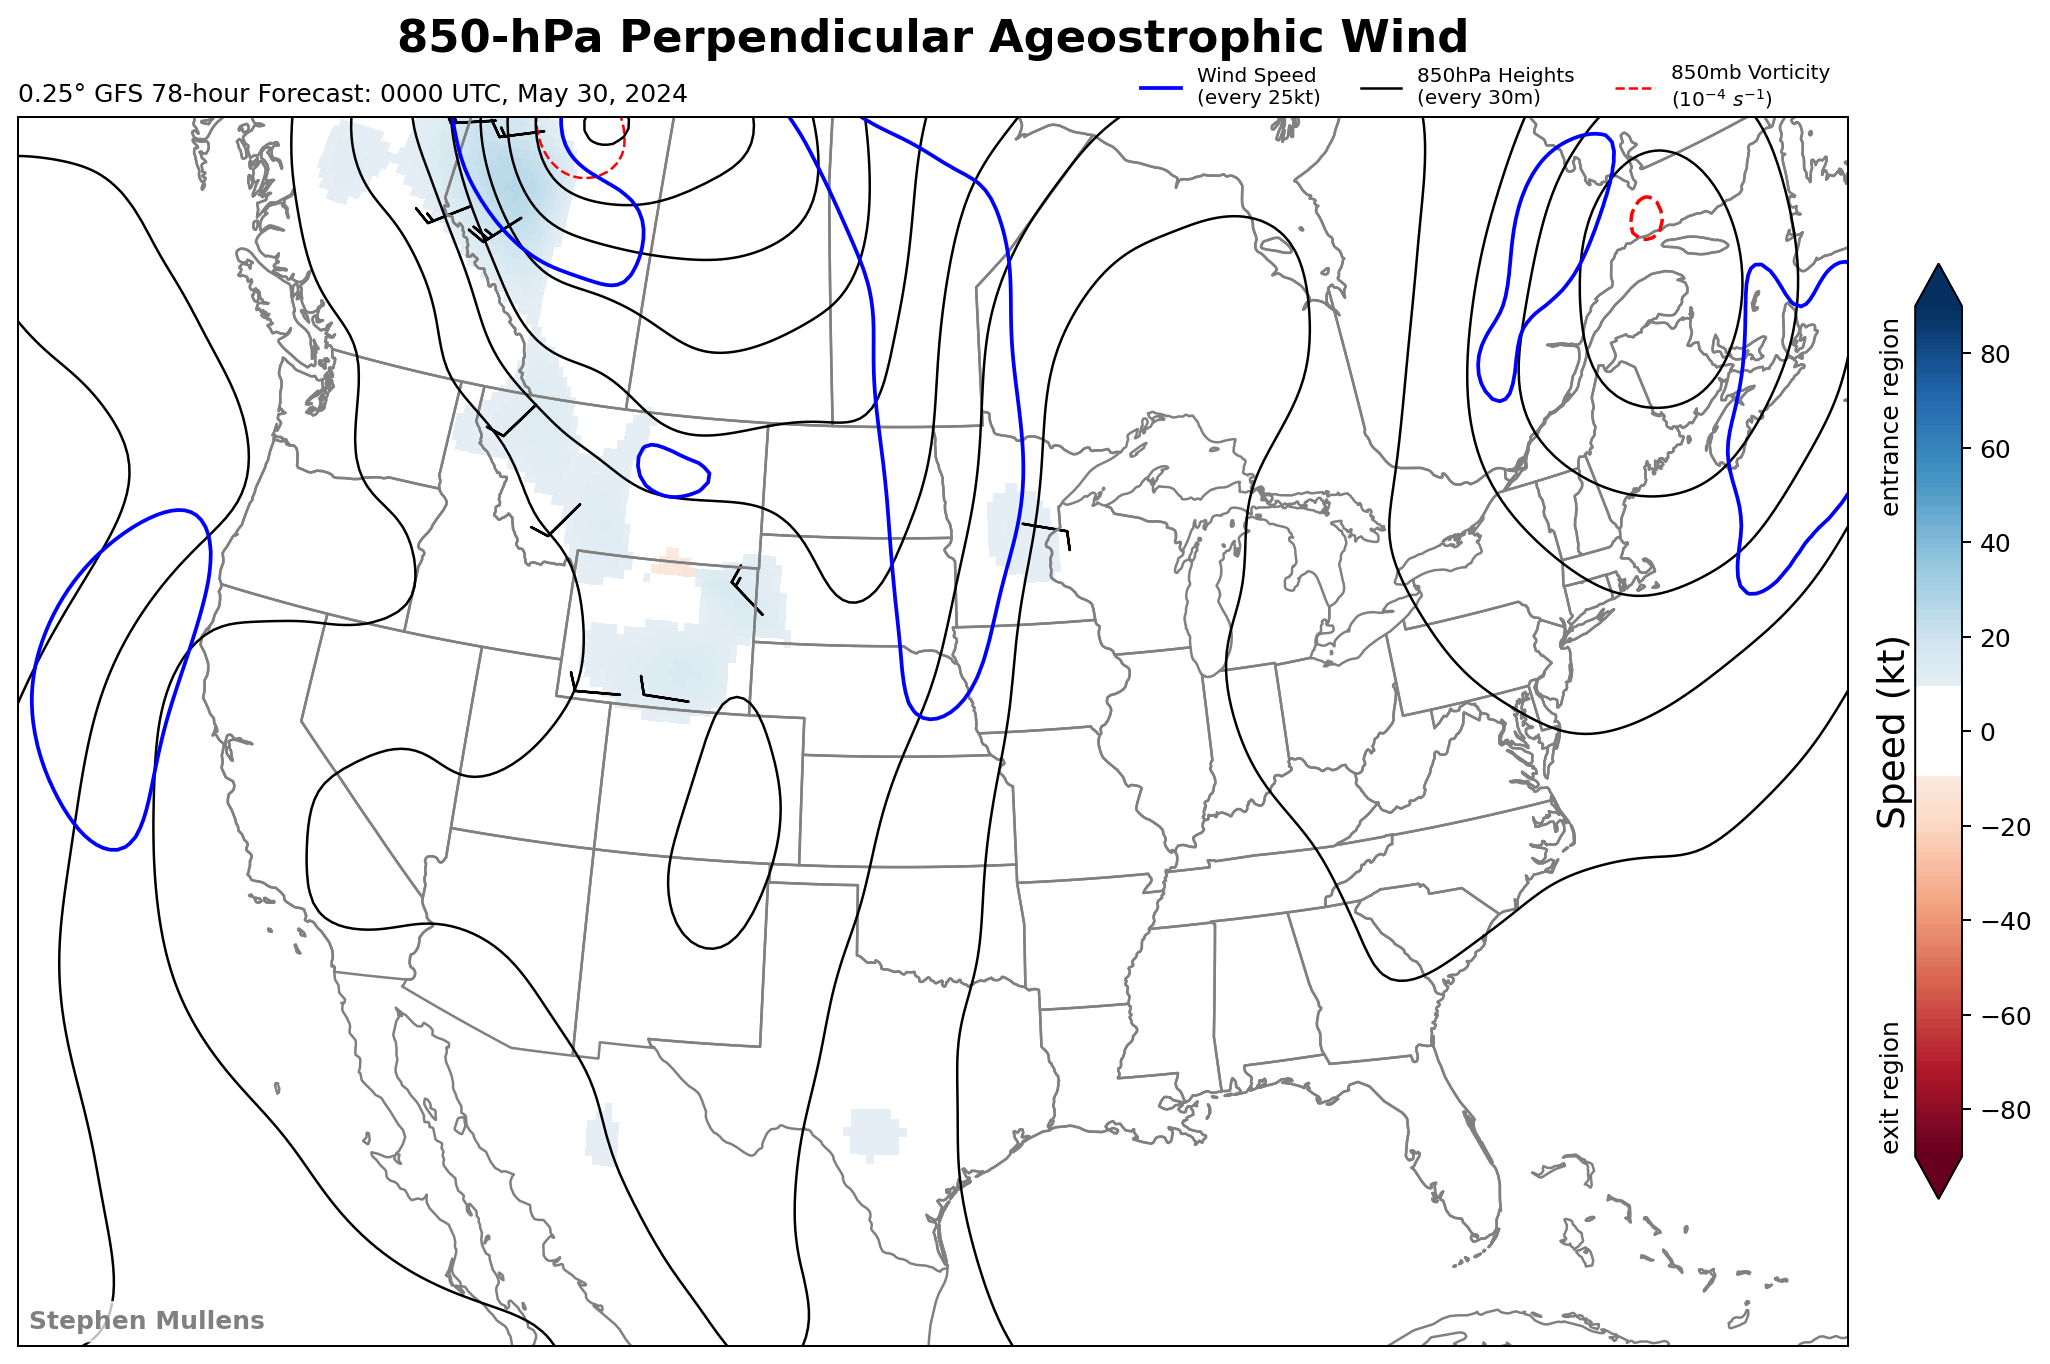 850-hPa Perpendicular Ageostrophic Wind
0.25° GFS 78-hour Forecast: 0000 UTC, May 30, 2024
Wind Speed
(every 25kt)
850hPa Heights
(every 30m)
850mb Vorticity
(10⁻⁴ s⁻¹)
entrance region
Speed (kt)
exit region
80
60
40
20
0
−20
−40
−60
−80
Stephen Mullens